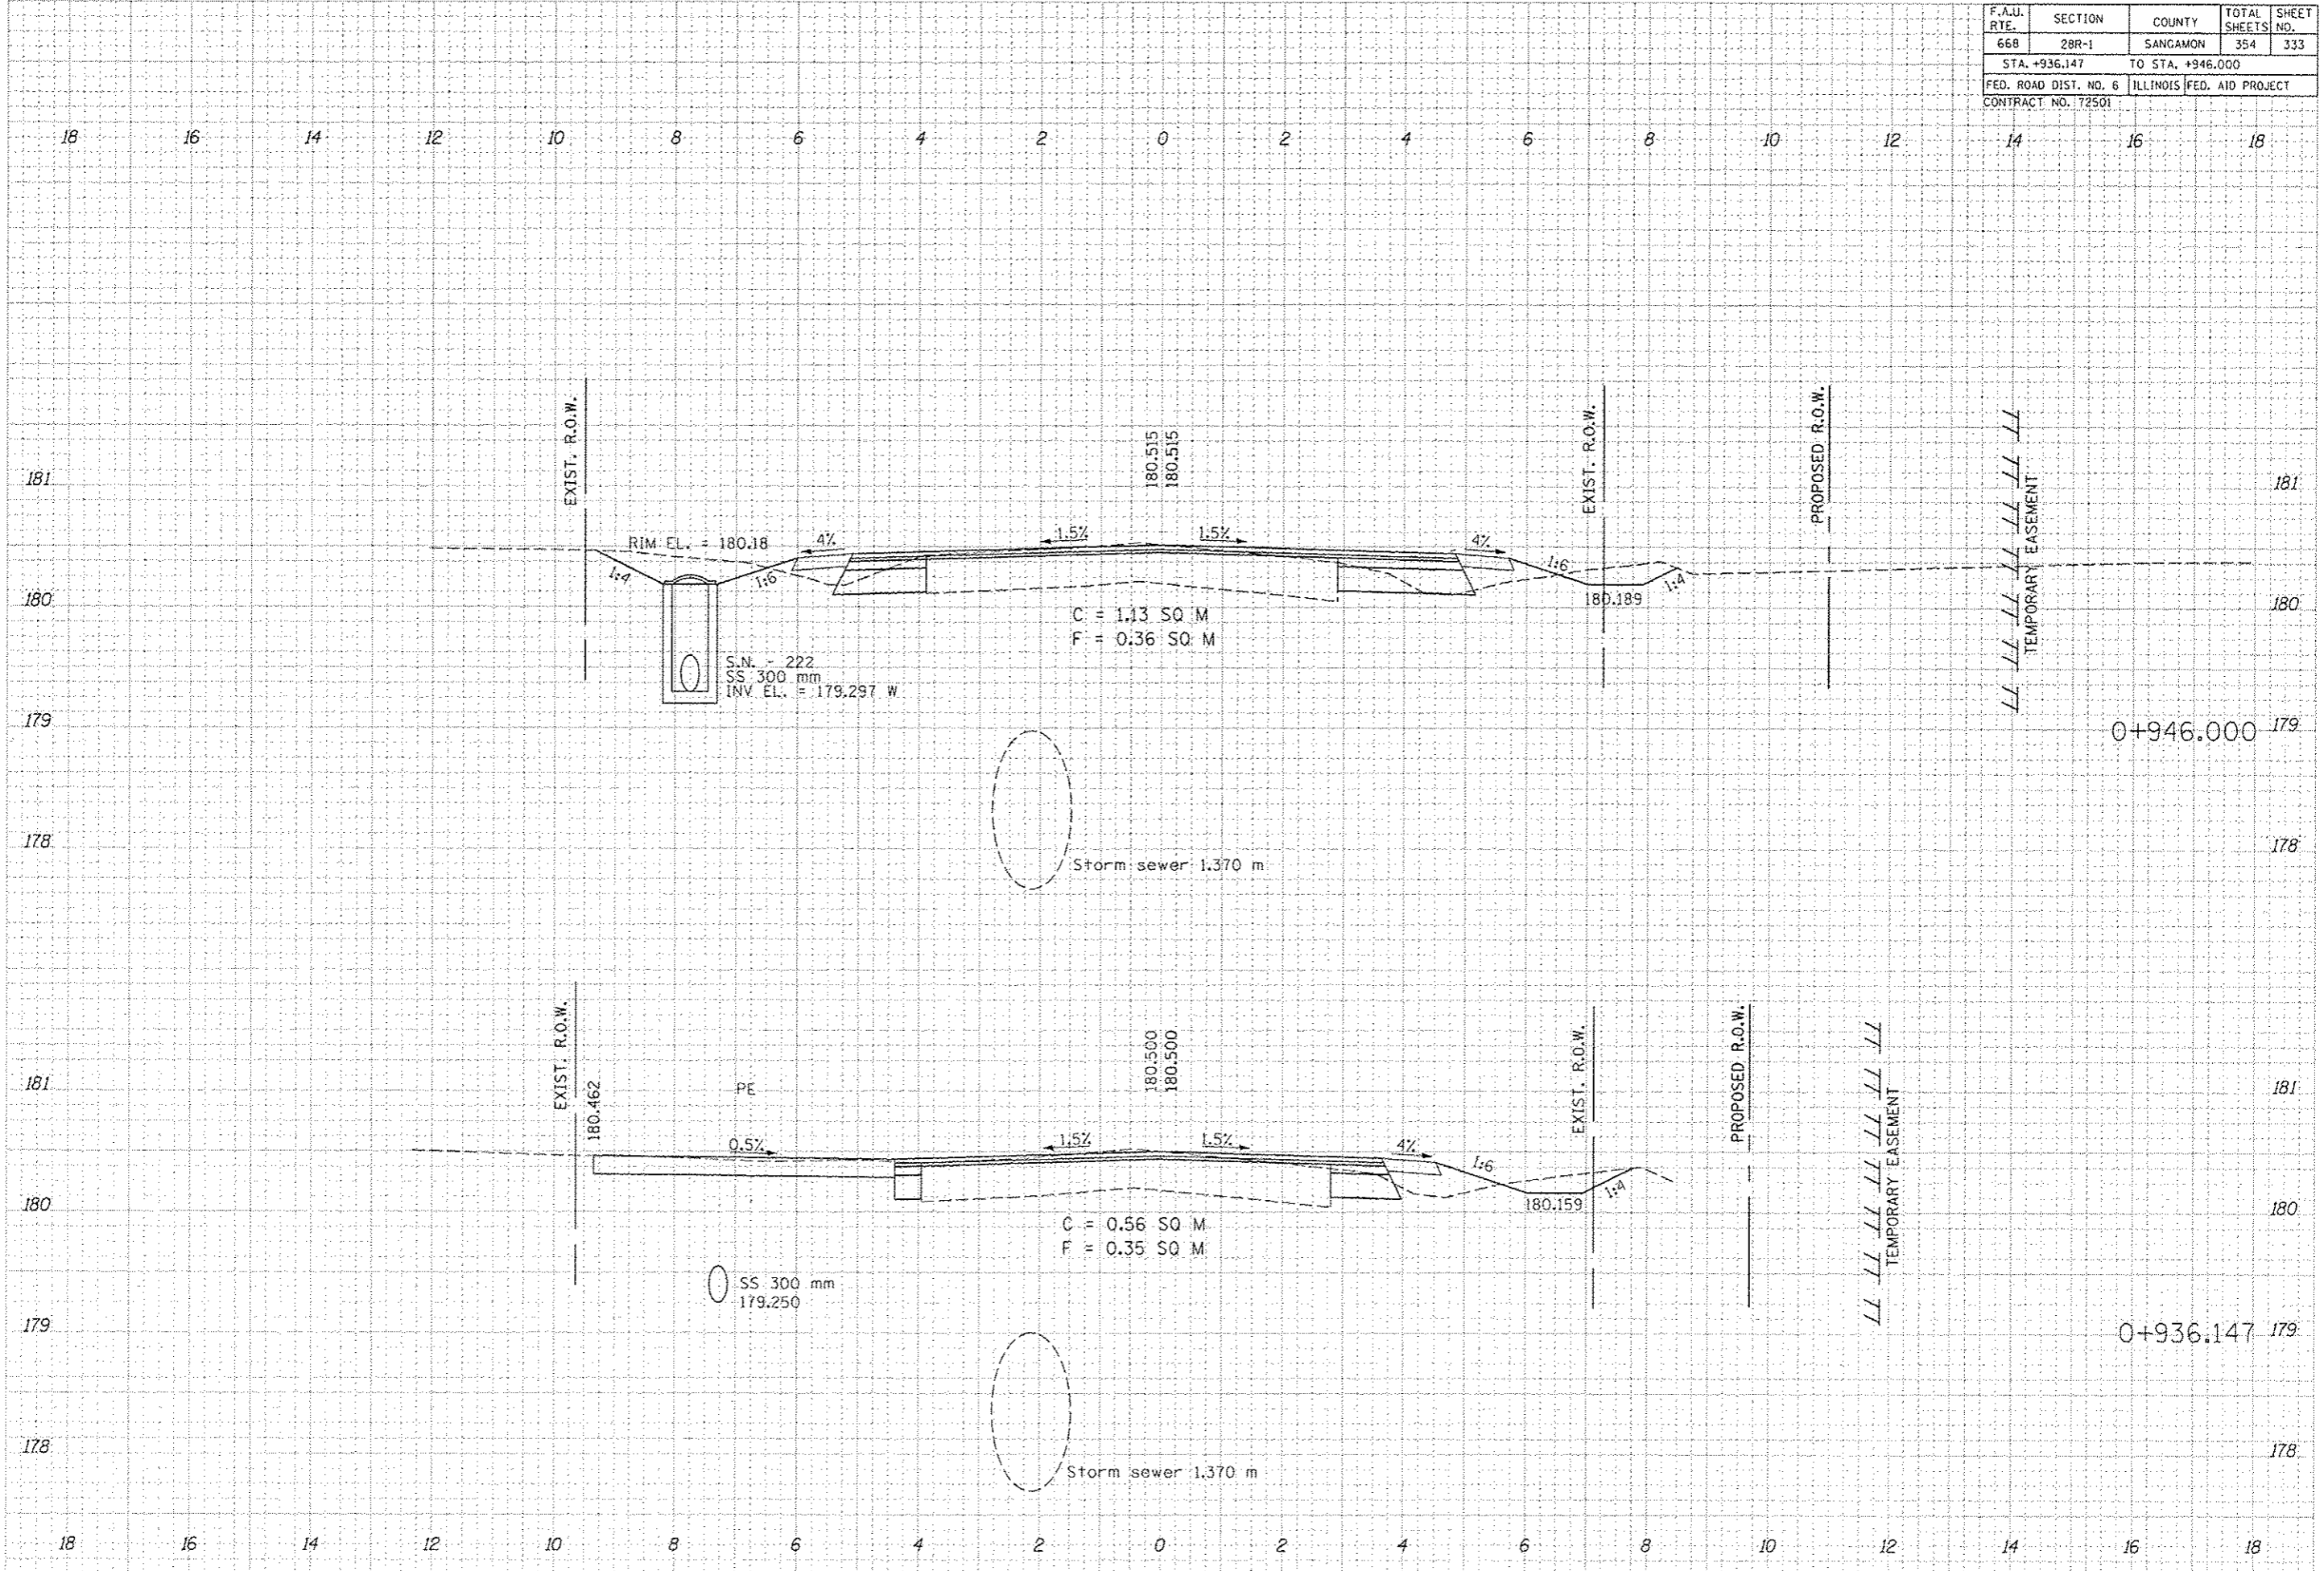 F.A.U. RTE. SECTION COUNTY TOTAL SHEETS SHEET NO.
668 28R-1 SANGAMON 354 333
STA. +936.147 TO STA. +946.000
FED. ROAD DIST. NO. 6 ILLINOIS FED. AID PROJECT
CONTRACT NO. 72501
18 16 14 12 10 8 6 4 2 0 2 4 6 8 10 12 14 16 18
EXIST. R.O.W.
180.515
180.515
EXIST. R.O.W.
PROPOSED R.O.W.
TEMPORARY EASEMENT
181 181
RIM EL. = 180.18 4% 1.5% 1.5% 4%
1:4 1:6 1:6 1:4
180 180.189 180
C = 1.13 SQ M
F = 0.36 SQ M
S.N. - 222
SS 300 mm
INV EL. = 179.297 W
179 0+946.000 179
178 178
Storm sewer 1.370 m
EXIST. R.O.W.
180.462
PE
180.500
180.500
EXIST. R.O.W.
PROPOSED R.O.W.
TEMPORARY EASEMENT
181 181
0.5% 1.5% 1.5% 4%
1:6 1:4
180 180.159 180
C = 0.56 SQ M
F = 0.35 SQ M
SS 300 mm
179.250
179 0+936.147 179
178 178
Storm sewer 1.370 m
18 16 14 12 10 8 6 4 2 0 2 4 6 8 10 12 14 16 18